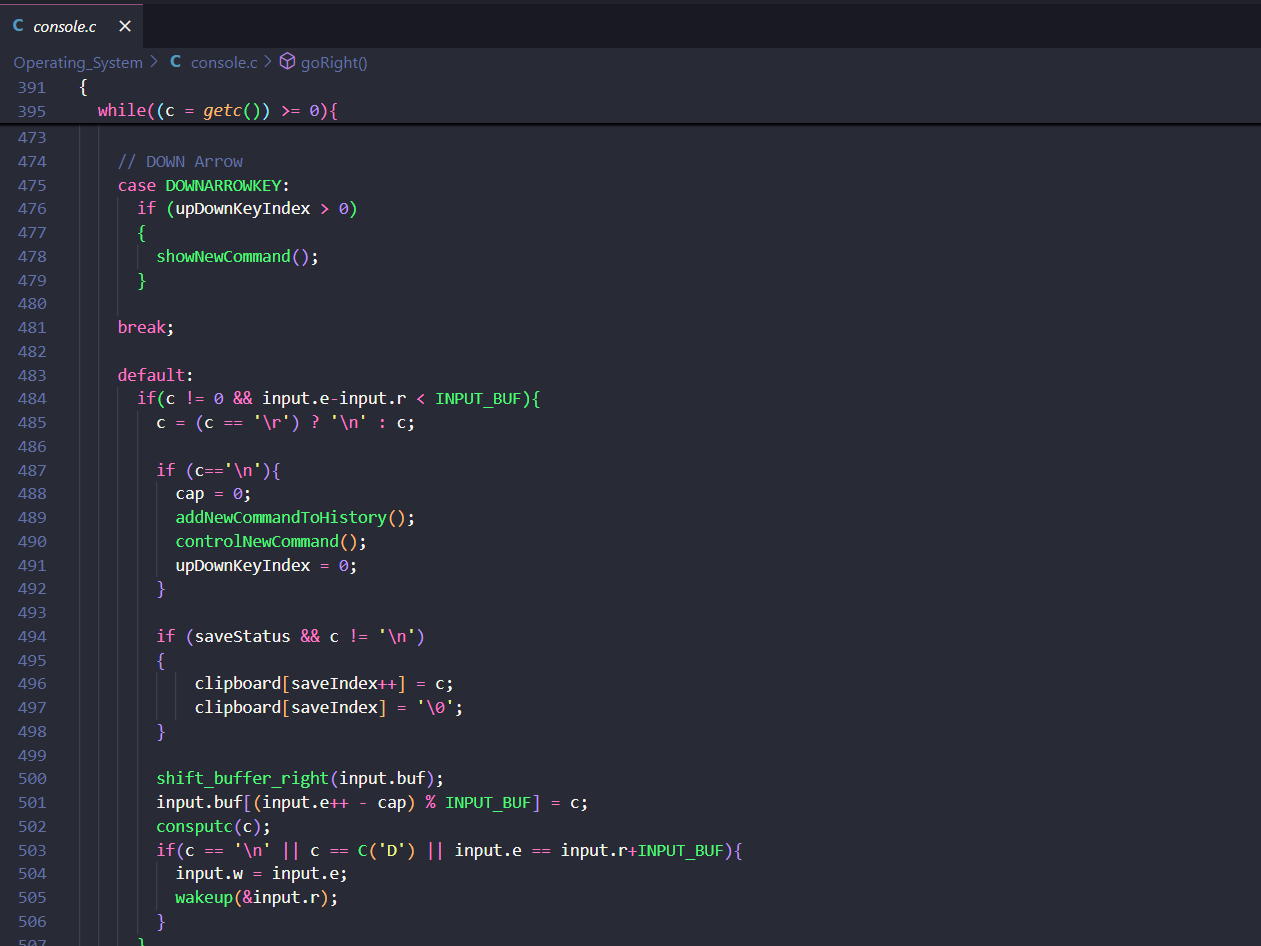 C console.c ×
Operating_System > C console.c > goRight()
391 {
395 while((c = getc()) >= 0){
473
474 // DOWN Arrow
475 case DOWNARROWKEY:
476 if (upDownKeyIndex > 0)
477 {
478 showNewCommand();
479 }
480
481 break;
482
483 default:
484 if(c != 0 && input.e-input.r < INPUT_BUF){
485 c = (c == '\r') ? '\n' : c;
486
487 if (c=='\n'){
488 cap = 0;
489 addNewCommandToHistory();
490 controlNewCommand();
491 upDownKeyIndex = 0;
492 }
493
494 if (saveStatus && c != '\n')
495 {
496 clipboard[saveIndex++] = c;
497 clipboard[saveIndex] = '\0';
498 }
499
500 shift_buffer_right(input.buf);
501 input.buf[(input.e++ - cap) % INPUT_BUF] = c;
502 consputc(c);
503 if(c == '\n' || c == C('D') || input.e == input.r+INPUT_BUF){
504 input.w = input.e;
505 wakeup(&input.r);
506 }
507 }